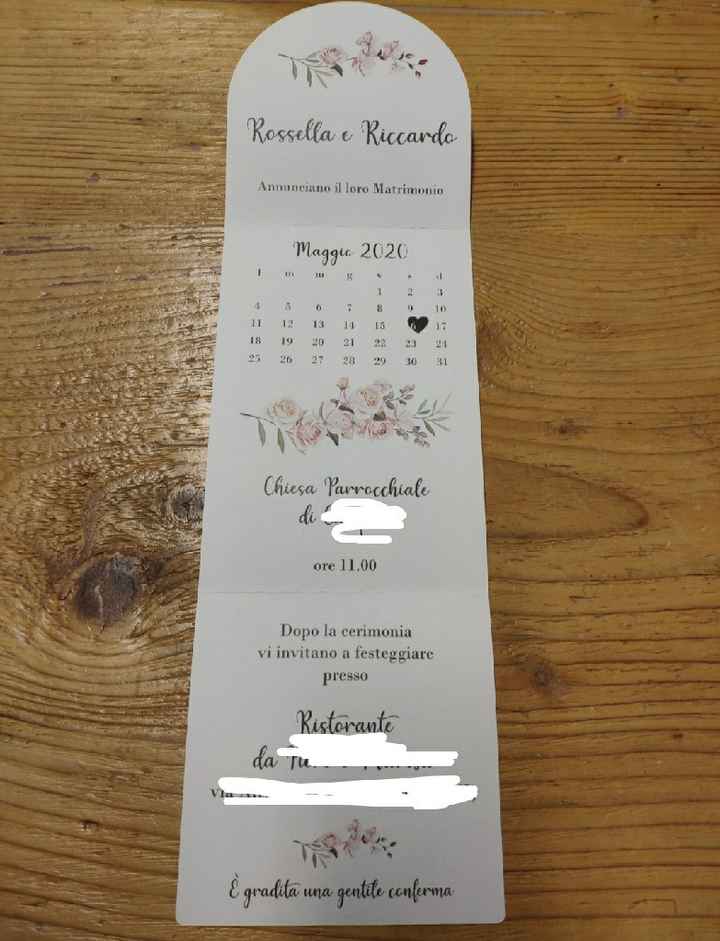 Rossella e Riccardo
Annunciano il loro Matrimonio
Maggio 2020
l m m g v s d
1 2 3
4 5 6 7 8 9 10
11 12 13 14 15 17
18 19 20 21 22 23 24
25 26 27 28 29 30 31
Chiesa Parrocchiale
di
ore 11.00
Dopo la cerimonia
vi invitano a festeggiare
presso
Ristorante
da
via
È gradita una gentile conferma